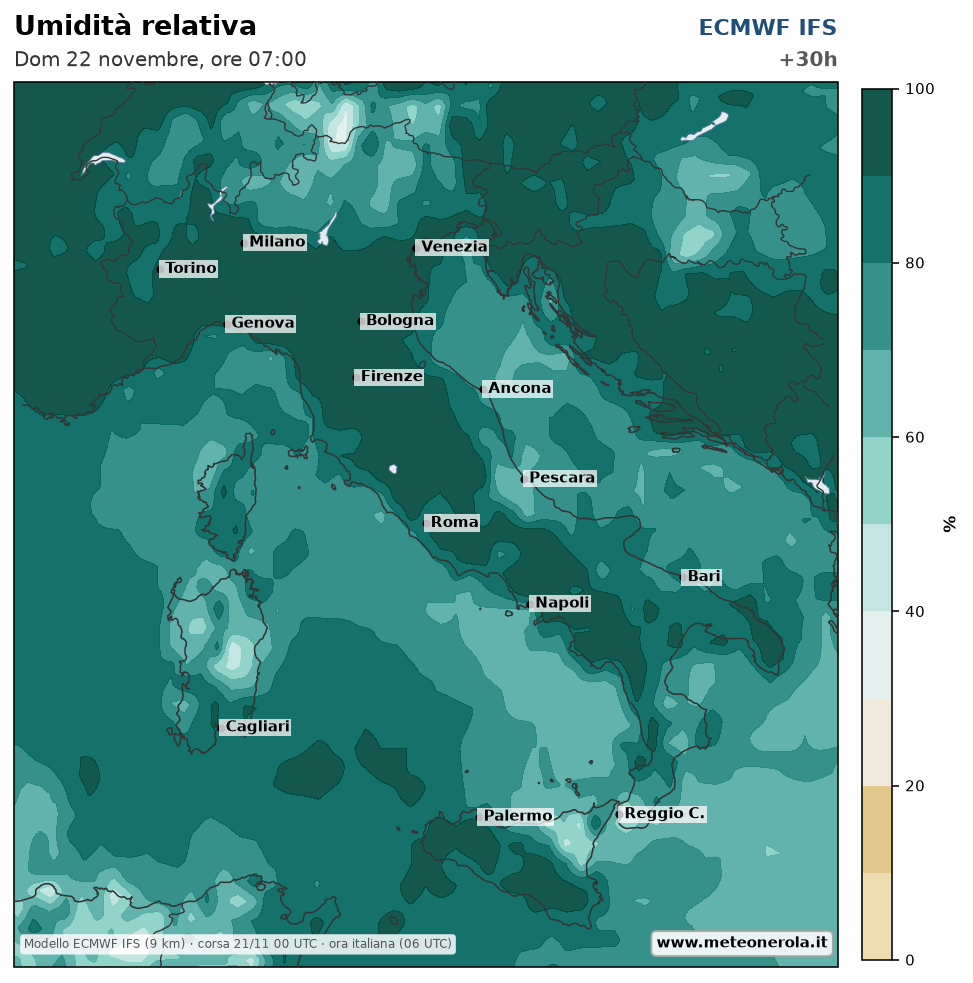 Umidità relativa
ECMWF IFS
Dom 22 novembre, ore 07:00
+30h
100
80
60
40
20
0
%
Milano
Venezia
Torino
Genova
Bologna
Firenze
Ancona
Pescara
Roma
Bari
Napoli
Cagliari
Palermo
Reggio C.
Modello ECMWF IFS (9 km) · corsa 21/11 00 UTC · ora italiana (06 UTC)
www.meteonerola.it